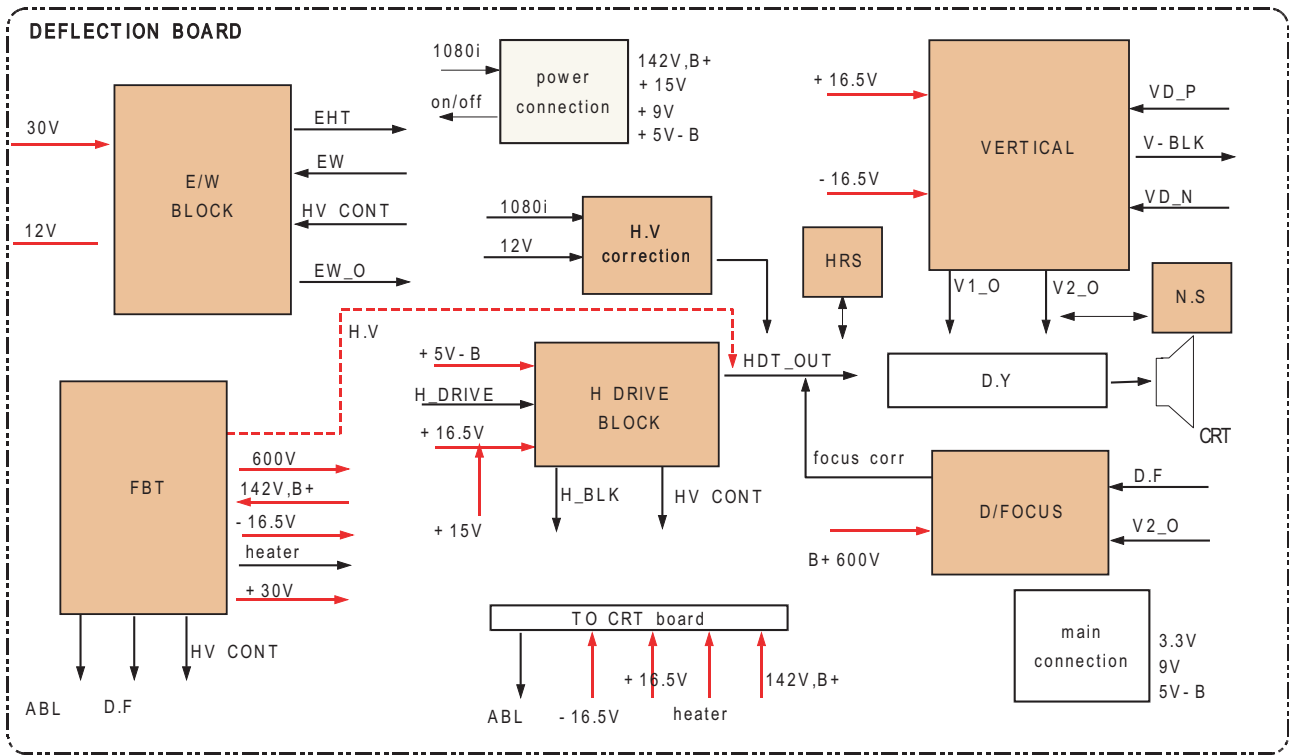 DEFLECTION BOARD
1080i
on/off
power
connection
142V,B+
+ 15V
+ 9V
+ 5V- B
30V
12V
E/W
BLOCK
EHT
EW
HV CONT
EW_O
1080i
12V
H.V
correction
HRS
+ 16.5V
- 16.5V
VERTICAL
VD_P
V- BLK
VD_N
V1_O
V2_O
N.S
D.Y
CRT
H.V
+ 5V- B
H_DRIVE
+ 16.5V
+ 15V
H DRIVE
BLOCK
HDT_OUT
H_BLK
HV CONT
focus corr
FBT
600V
142V,B+
- 16.5V
heater
+ 30V
HV CONT
ABL
D.F
D/FOCUS
D.F
V2_O
B+ 600V
TO CRT board
ABL
- 16.5V
+ 16.5V
heater
142V,B+
main
connection
3.3V
9V
5V- B